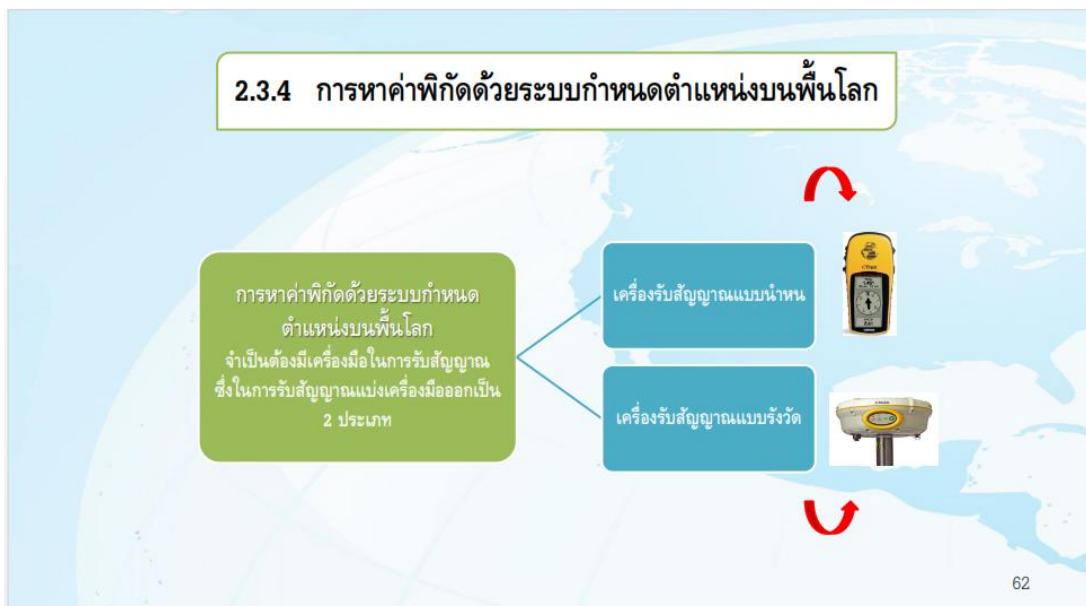 2.3.4 การหาค่าพิกัดด้วยระบบกำหนดตำแหน่งบนพื้นโลก
การหาค่าพิกัดด้วยระบบกำหนด
ตำแหน่งบนพื้นโลก
จำเป็นต้องมีเครื่องมือในการรับสัญญาณ
ซึ่งในการรับสัญญาณแบ่งเครื่องมือออกเป็น
2 ประเภท
เครื่องรับสัญญาณแบบนำหน
เครื่องรับสัญญาณแบบรังวัด
62